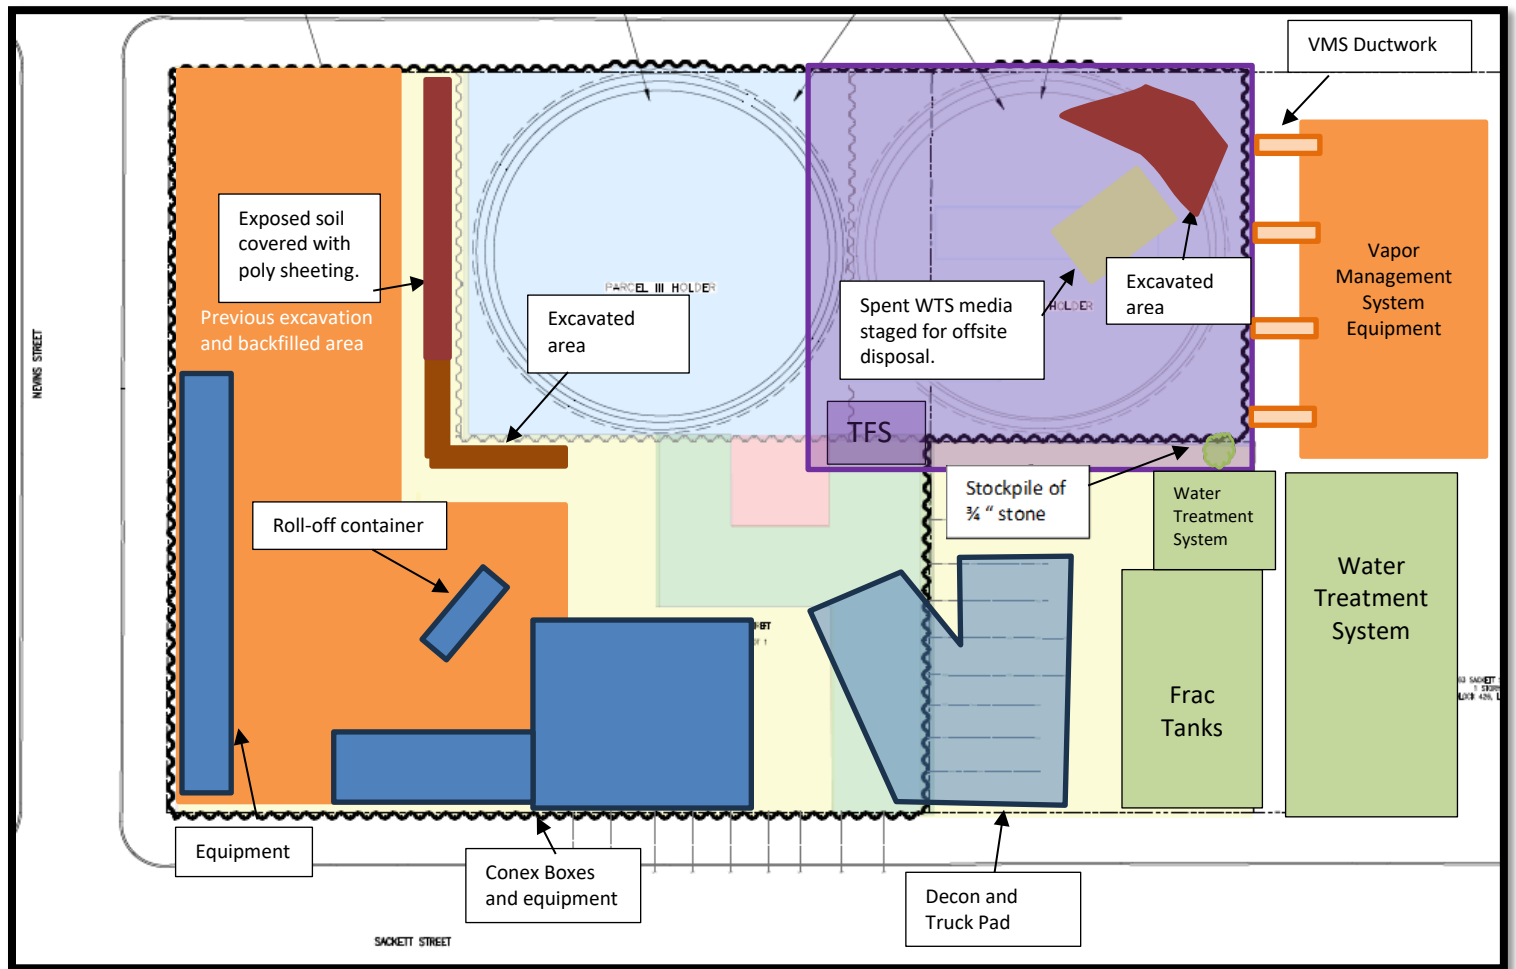 VMS Ductwork
Exposed soil
covered with
poly sheeting.
Previous excavation
and backfilled area
PARCEL III HOLDER
Excavated
area
Spent WTS media
staged for offsite
disposal.
HOLDER
Excavated
area
Vapor
Management
System
Equipment
NEVINS STREET
TFS
Stockpile of
¾ “ stone
Water
Treatment
System
Roll-off container
Water
Treatment
System
Frac
Tanks
Equipment
Conex Boxes
and equipment
Decon and
Truck Pad
SACKETT STREET